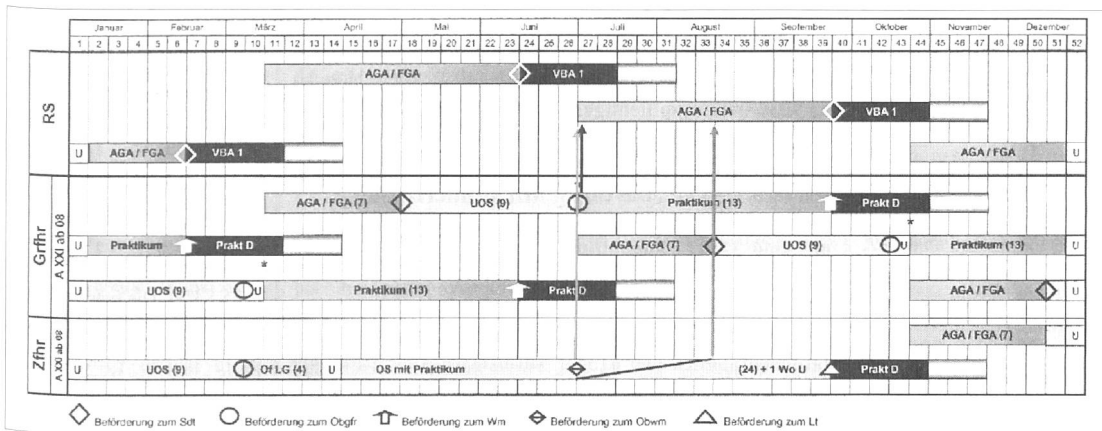 Januar Februar März April Mai Juni Juli August September Oktober November Dezember
1 2 3 4 5 6 7 8 9 10 11 12 13 14 15 16 17 18 19 20 21 22 23 24 25 26 27 28 29 30 31 32 33 34 35 36 37 38 39 40 41 42 43 44 45 46 47 48 49 50 51 52
RS
AGA / FGA VBA 1
AGA / FGA VBA 1
U AGA / FGA VBA 1 AGA / FGA U
Grfhr
A XXI ab 08
AGA / FGA (7) UOS (9) Praktikum (13) Prakt D
*
U Praktikum Prakt D AGA / FGA (7) UOS (9) U Praktikum (13) U
*
U UOS (9) U Praktikum (13) Prakt D AGA / FGA U
Zfhr
A XXI ab 08
AGA / FGA (7) U
U UOS (9) Of LG (4) U OS mit Praktikum (24) + 1 Wo U Prakt D
Beförderung zum Sdt Beförderung zum Obgfr Beförderung zum Wm Beförderung zum Obwm Beförderung zum Lt